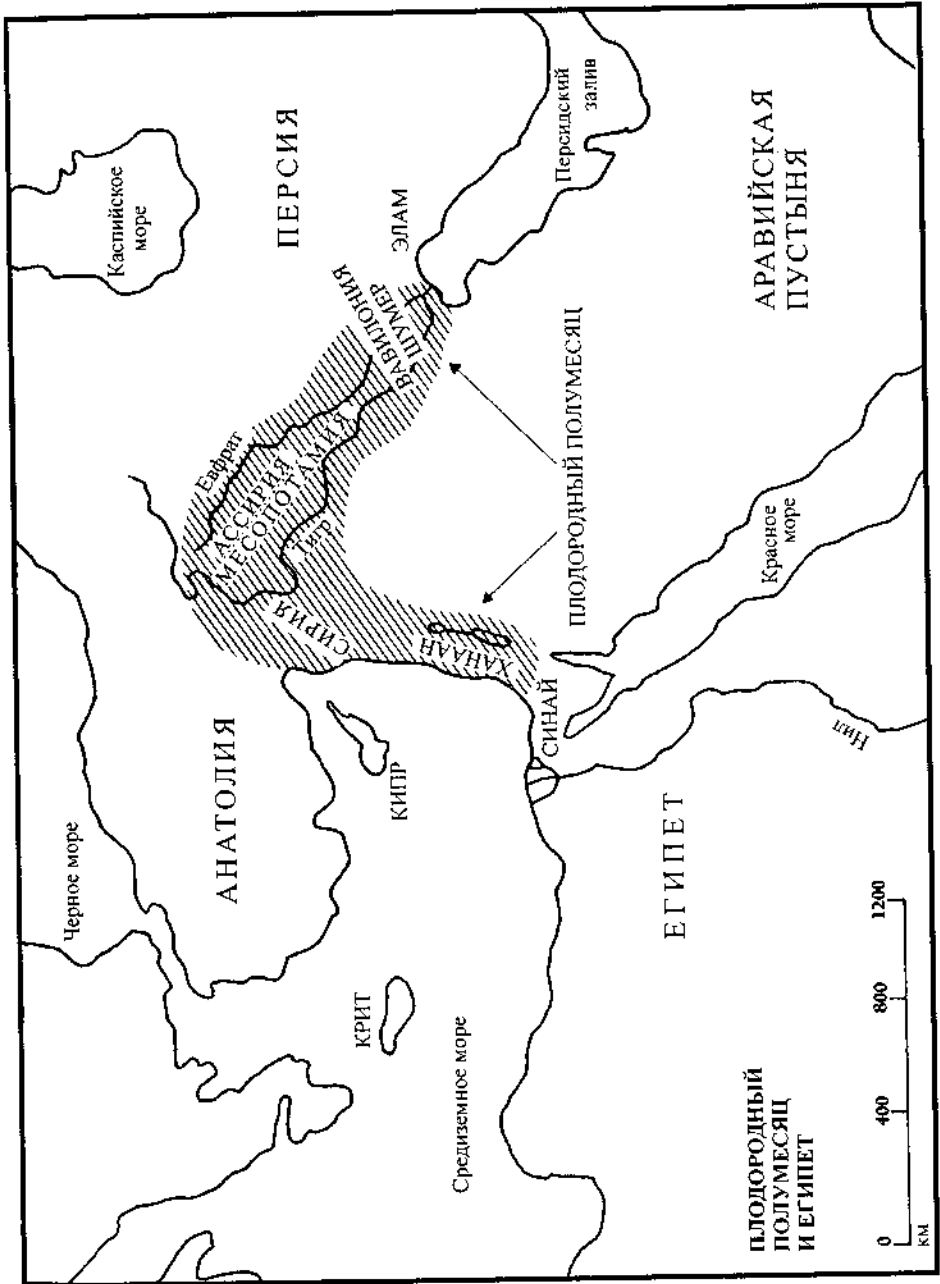 Черное море
Каспийское
море
АНАТОЛИЯ
ПЕРСИЯ
Евфрат
АССИРИЯ
МЕСОПОТАМИЯ
Тигр
СИРИЯ
ВАВИЛОНИЯ
ШУМЕР
ЭЛАМ
КРИТ
КИПР
ХАНААН
Персидский
залив
Средиземное море
СИНАЙ
ПЛОДОРОДНЫЙ ПОЛУМЕСЯЦ
ЕГИПЕТ
Нил
Красное
море
АРАВИЙСКАЯ
ПУСТЫНЯ
ПЛОДОРОДНЫЙ
ПОЛУМЕСЯЦ
И ЕГИПЕТ
0 400 800 1200
км